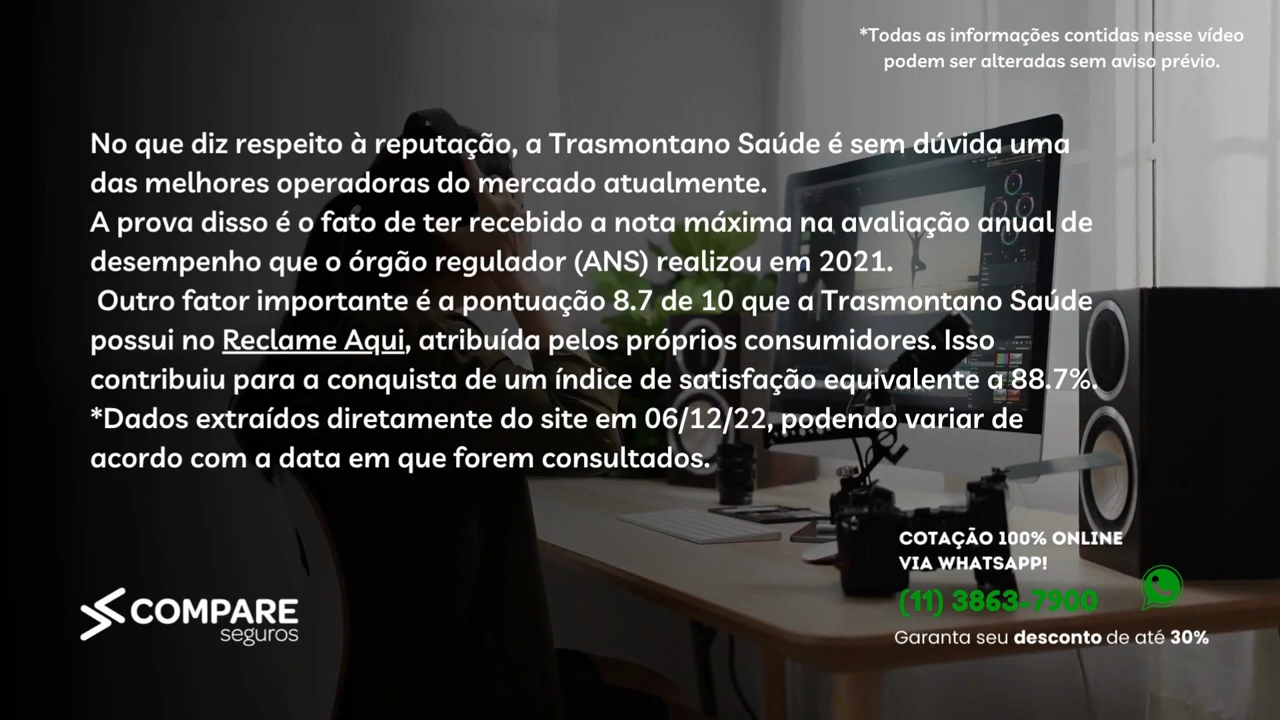 *Todas as informações contidas nesse vídeo
podem ser alteradas sem aviso prévio.
No que diz respeito à reputação, a Trasmontano Saúde é sem dúvida uma
das melhores operadoras do mercado atualmente.
A prova disso é o fato de ter recebido a nota máxima na avaliação anual de
desempenho que o órgão regulador (ANS) realizou em 2021.
Outro fator importante é a pontuação 8.7 de 10 que a Trasmontano Saúde
possui no Reclame Aqui, atribuída pelos próprios consumidores. Isso
contribuiu para a conquista de um índice de satisfação equivalente a 88.7%.
*Dados extraídos diretamente do site em 06/12/22, podendo variar de
acordo com a data em que forem consultados.
COTAÇÃO 100% ONLINE
VIA WHATSAPP!
(11) 3863-7900
Garanta seu desconto de até 30%
COMPARE
seguros